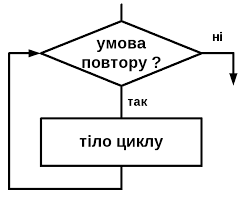 умова
повтору ?
ні
так
тіло циклу